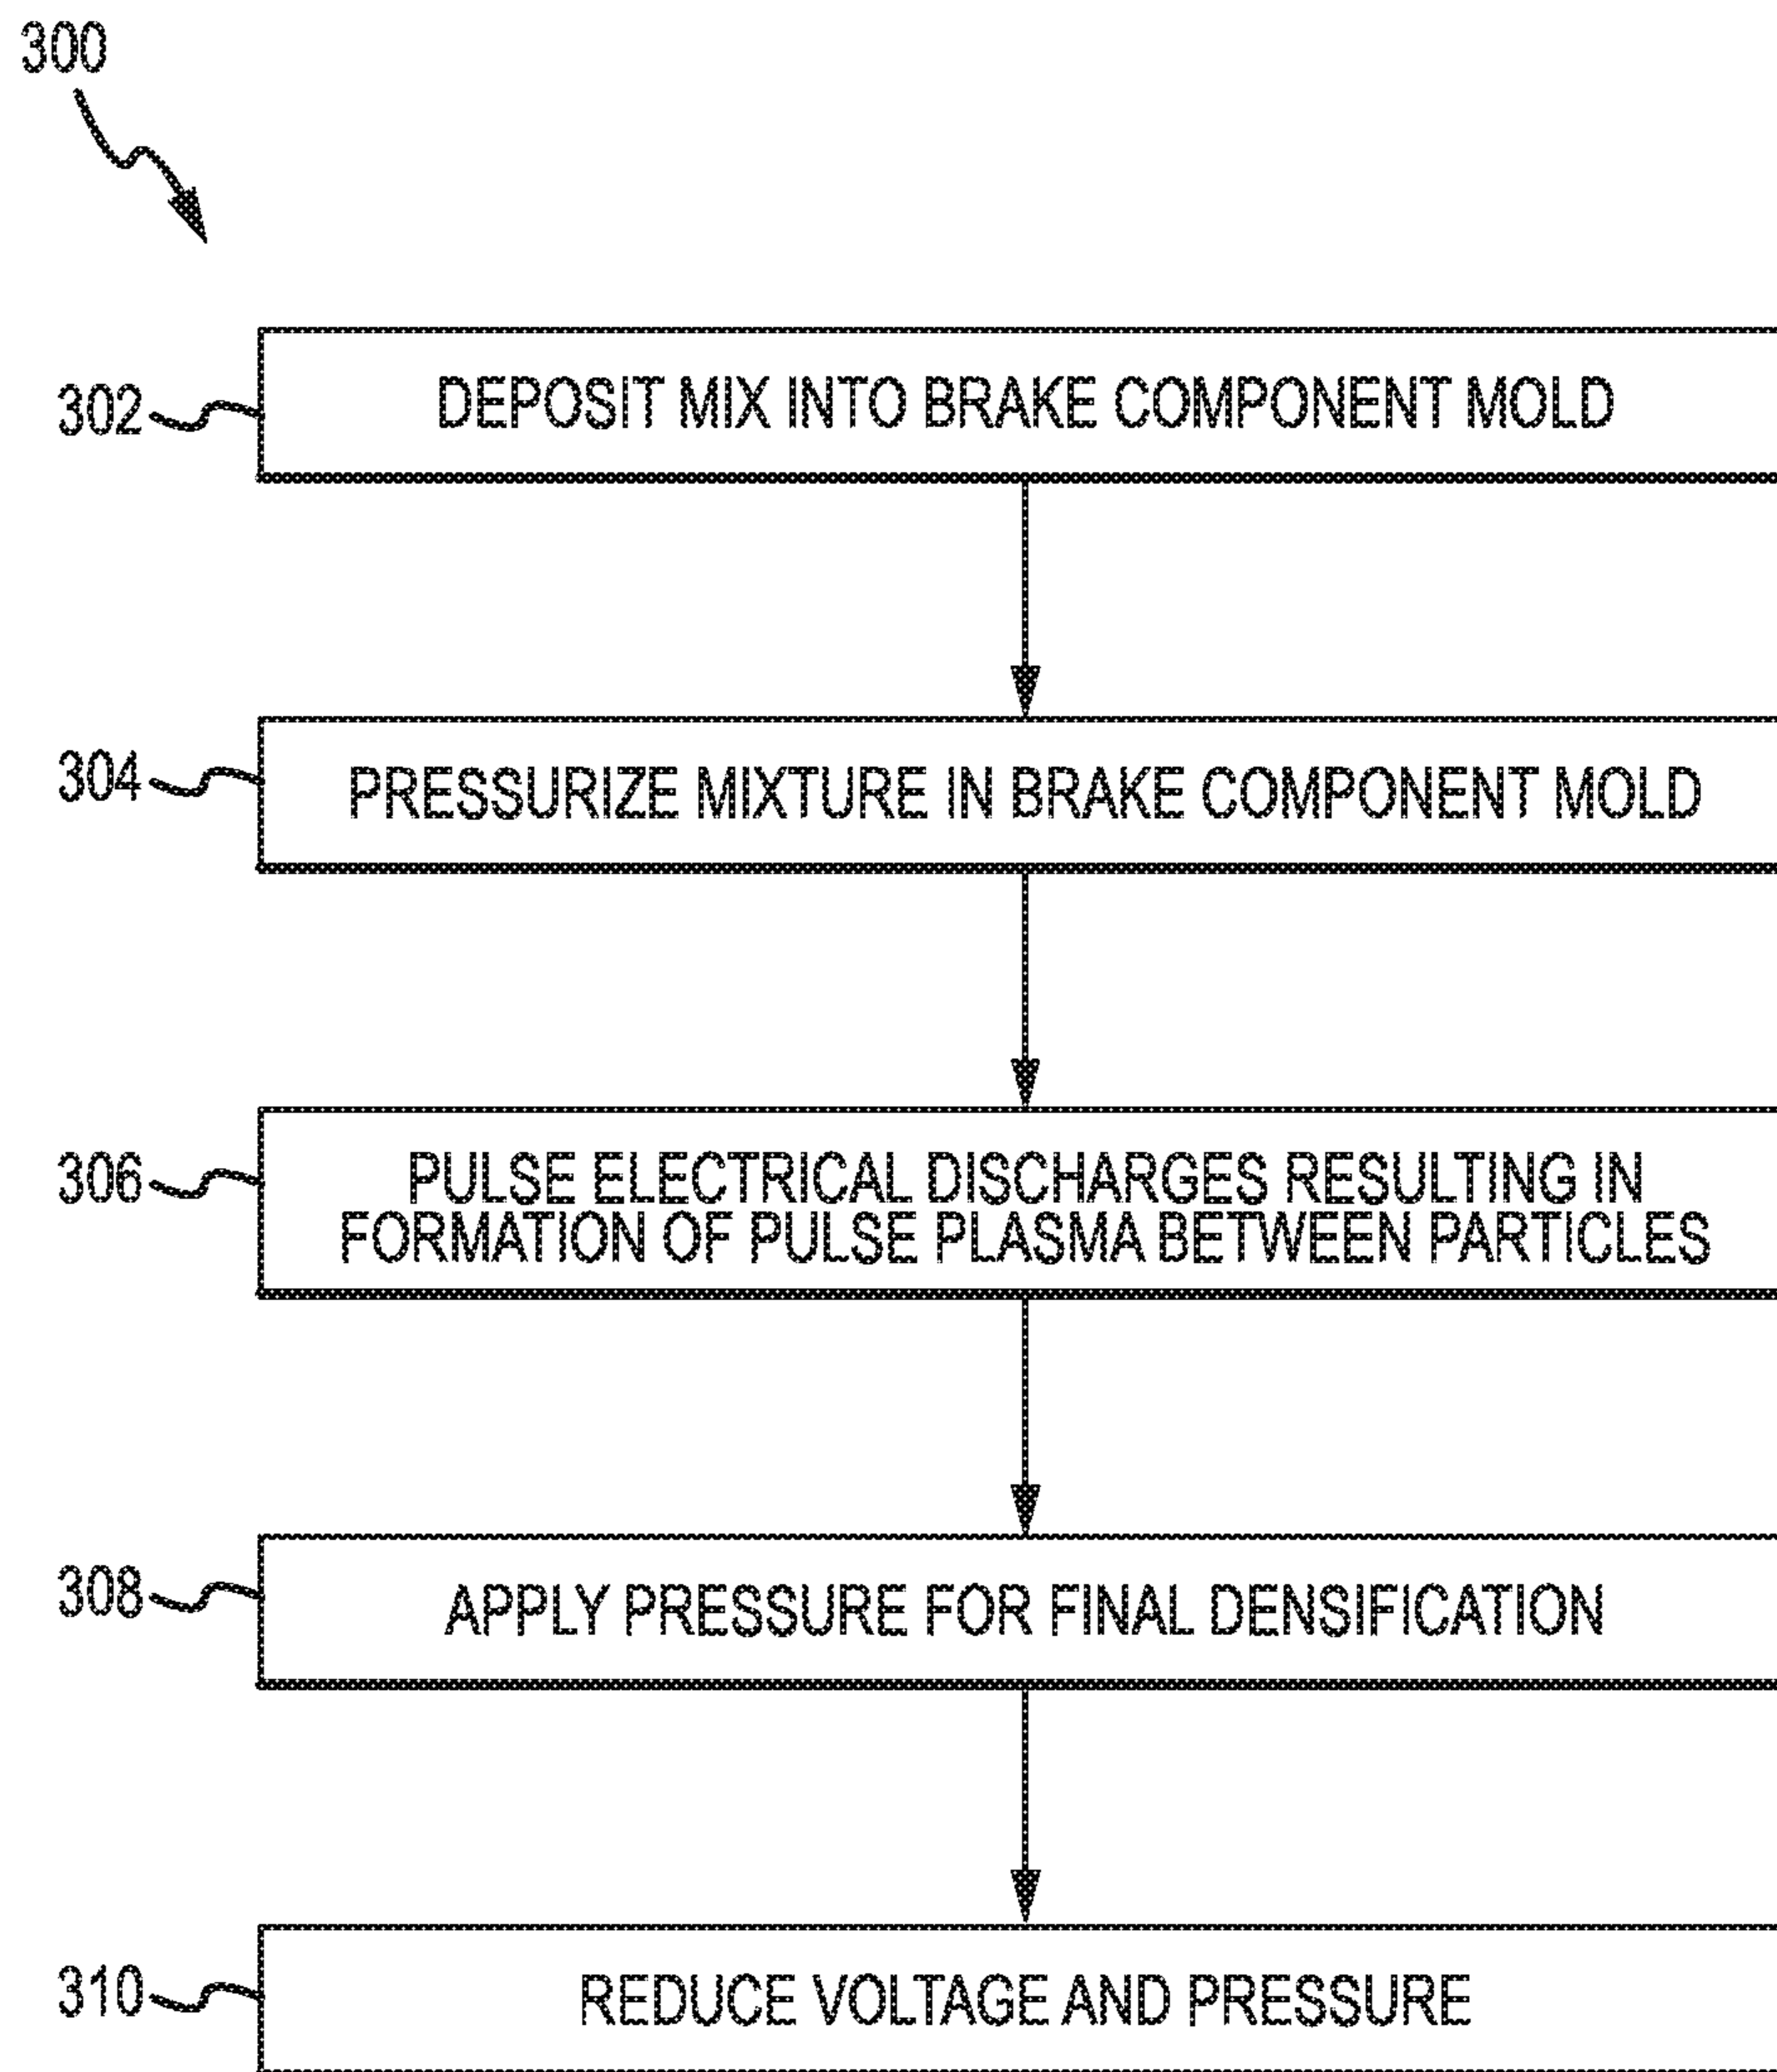 300
302
DEPOSIT MIX INTO BRAKE COMPONENT MOLD
304
PRESSURIZE MIXTURE IN BRAKE COMPONENT MOLD
306
PULSE ELECTRICAL DISCHARGES RESULTING IN
FORMATION OF PULSE PLASMA BETWEEN PARTICLES
308
APPLY PRESSURE FOR FINAL DENSIFICATION
310
REDUCE VOLTAGE AND PRESSURE